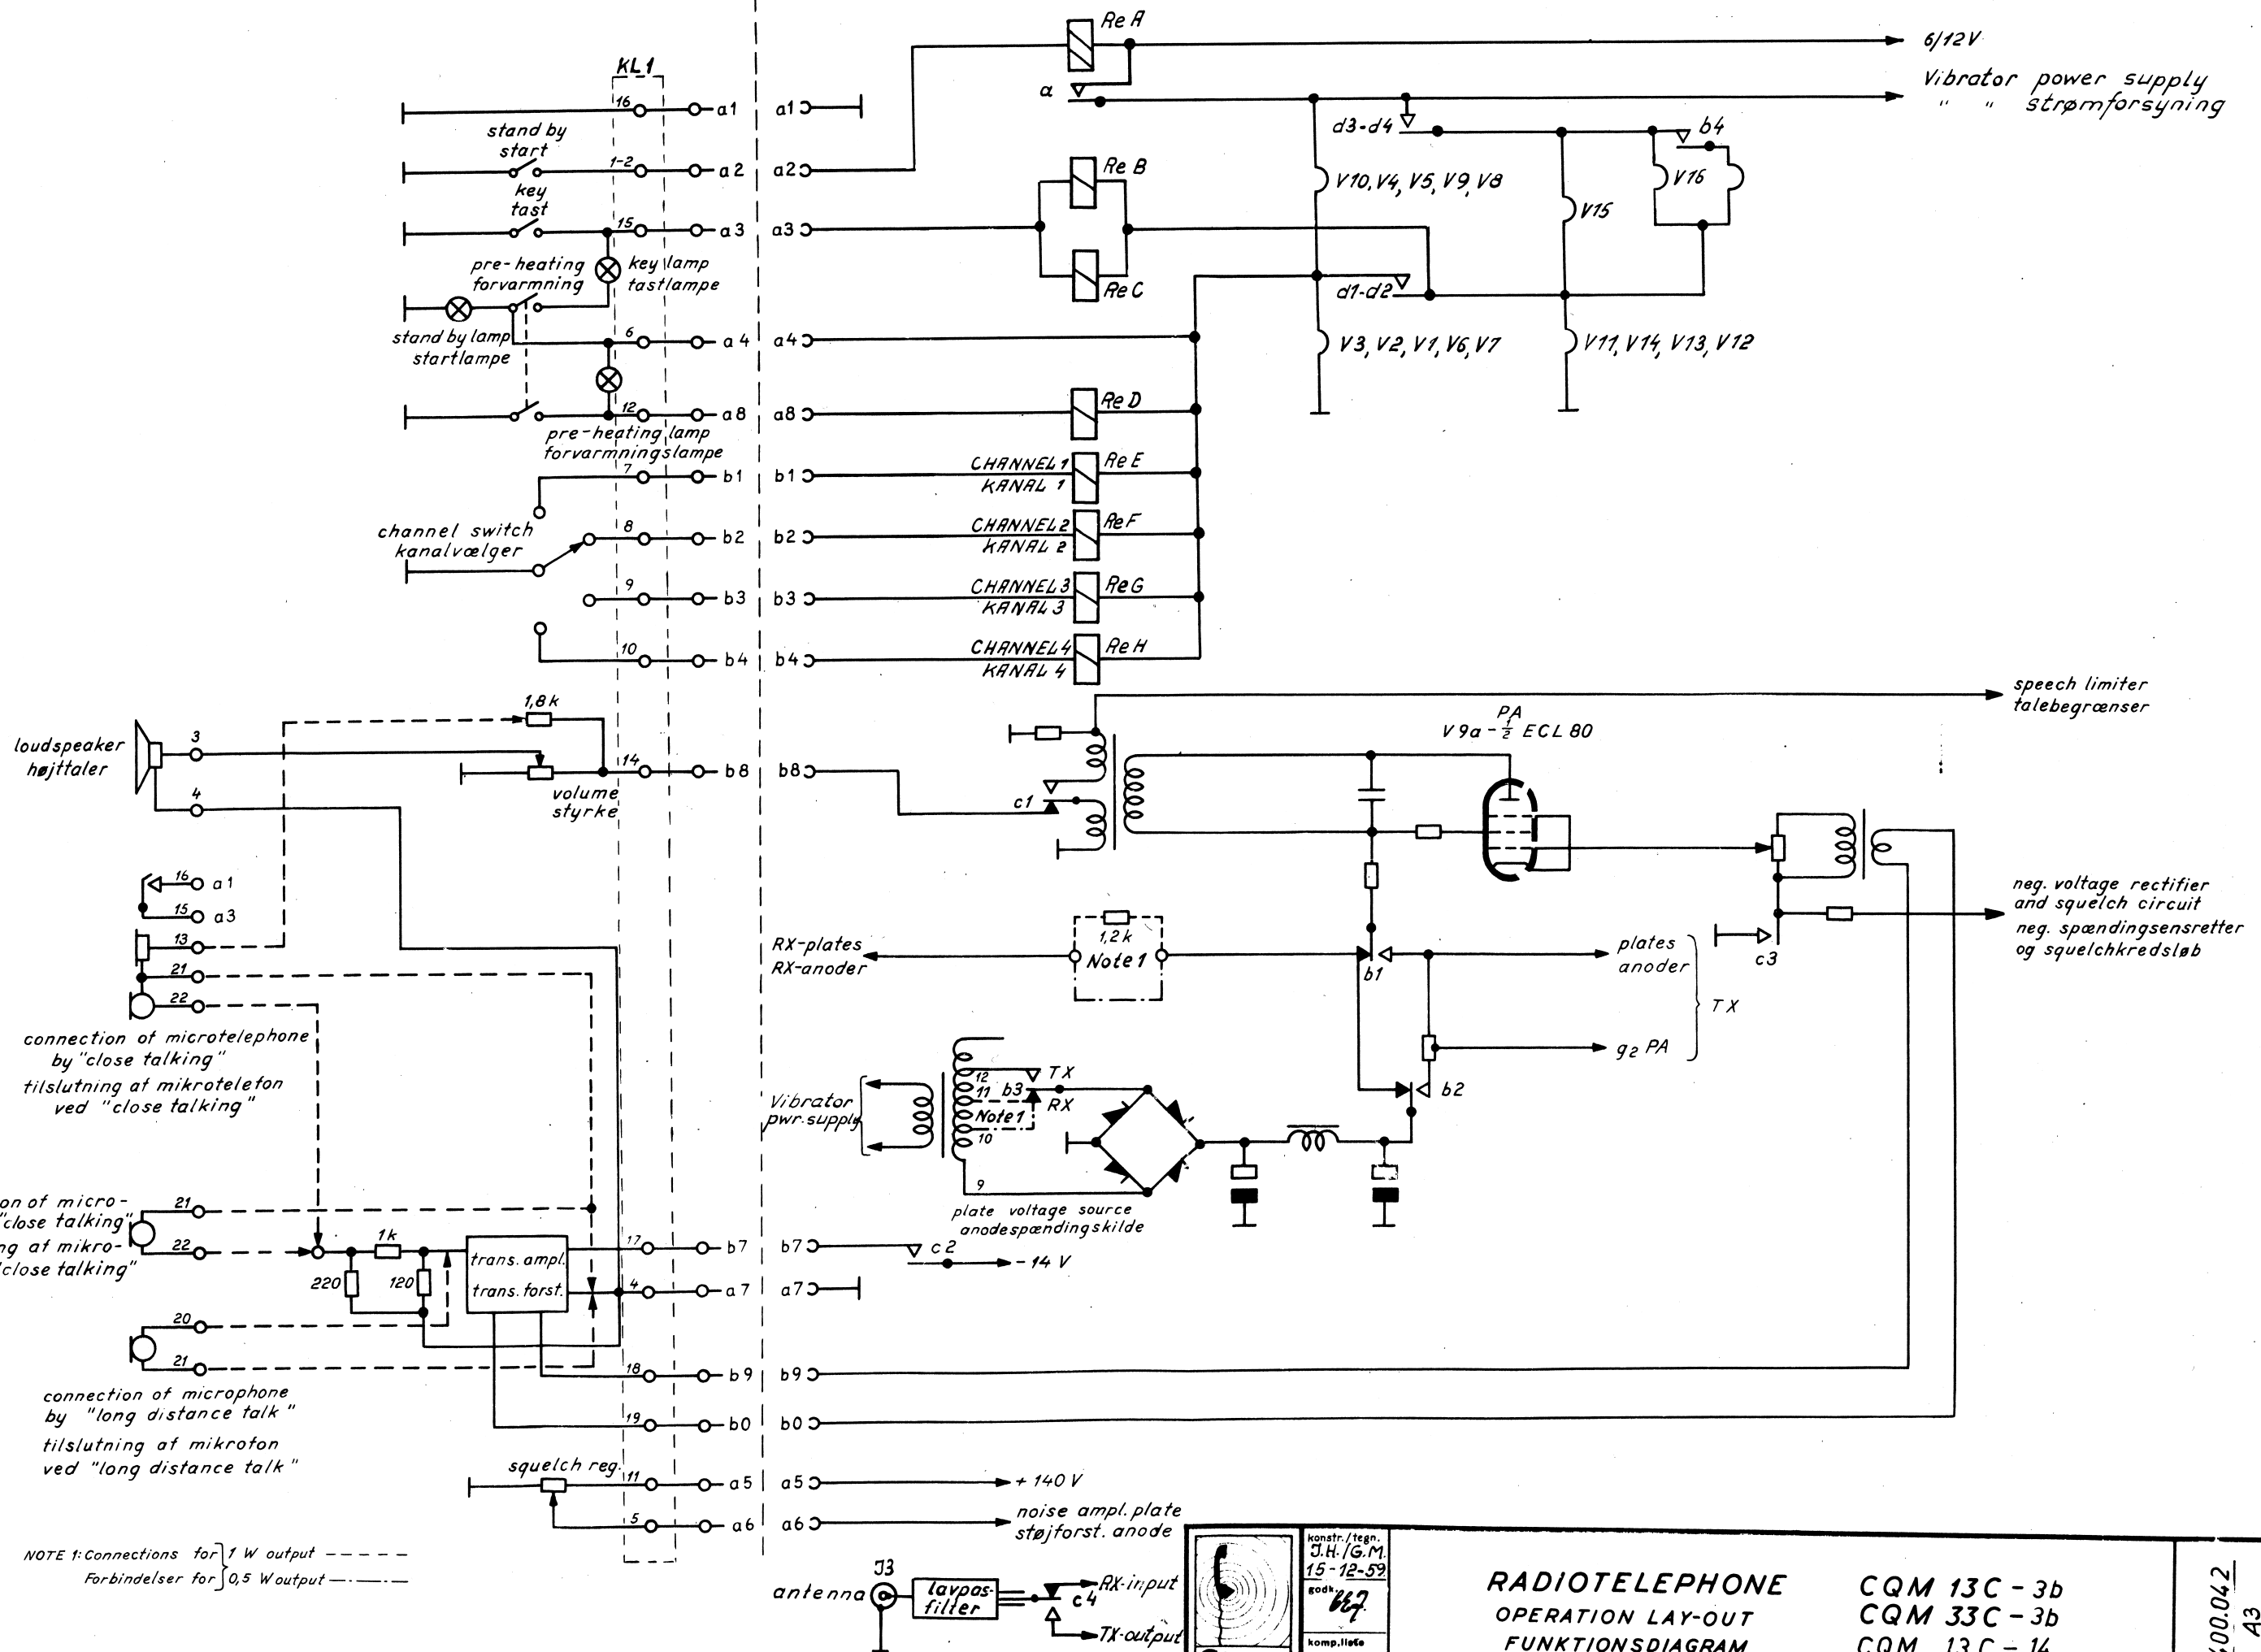 KL1
16 a1 a1
stand by
start
1-2 a2 a2
key
tast
15 a3 a3
pre-heating
forvarmning
key lamp
tastlampe
stand by lamp
startlampe
6 a4 a4
12 a8 a8
pre-heating lamp
forvarmningslampe
7 b1 b1
channel switch
kanalvælger
8 b2 b2
9 b3 b3
10 b4 b4
Re A
a
6/12V
Vibrator power supply
" " strømforsyning
d3-d4
b4
Re B
Re C
V10, V4, V5, V9, V8
V16
V15
d1-d2
V3, V2, V1, V6, V7
V11, V14, V13, V12
Re D
CHANNEL 1
KANAL 1
Re E
CHANNEL 2
KANAL 2
Re F
CHANNEL 3
KANAL 3
Re G
CHANNEL 4
KANAL 4
Re H
loudspeaker
højttaler
3
4
1,8k
14 b8 b8
volume
styrke
c1
PA
V9a - ½ ECL 80
speech limiter
talebegrænser
16 a1
15 a3
13
21
22
connection of microtelephone
by "close talking"
tilslutning af mikrotelefon
ved "close talking"
RX-plates
RX-anoder
1,2k
Note 1
b1
plates
anoder
TX
g2 PA
b2
c3
neg. voltage rectifier
and squelch circuit
neg. spændingsensretter
og squelchkredsløb
Vibrator
pwr. supply
12
11
10
9
b3
TX
RX
Note 1
plate voltage source
anodespændingskilde
on of micro-
"close talking"
ng af mikro-
close talking"
21
22
1k
220
120
trans. ampl.
trans. forst.
17 b7 b7
c2
- 14 V
4 a7 a7
20
21
18 b9 b9
19 b0 b0
connection of microphone
by "long distance talk"
tilslutning af mikrofon
ved "long distance talk"
squelch reg.
11 a5 a5
+ 140 V
5 a6 a6
noise ampl. plate
støjforst. anode
NOTE 1: Connections for 1 W output
Forbindelser for 0,5 W output
J3
antenna
lavpas-
filter
c4
RX-input
TX-output
konstr./tegn.
J.H./G.M.
15-12-59
godk.
komp.liste
RADIOTELEPHONE
OPERATION LAY-OUT
FUNKTIONSDIAGRAM
CQM 13C - 3b
CQM 33C - 3b
CQM 13C - 14
400.042
A3